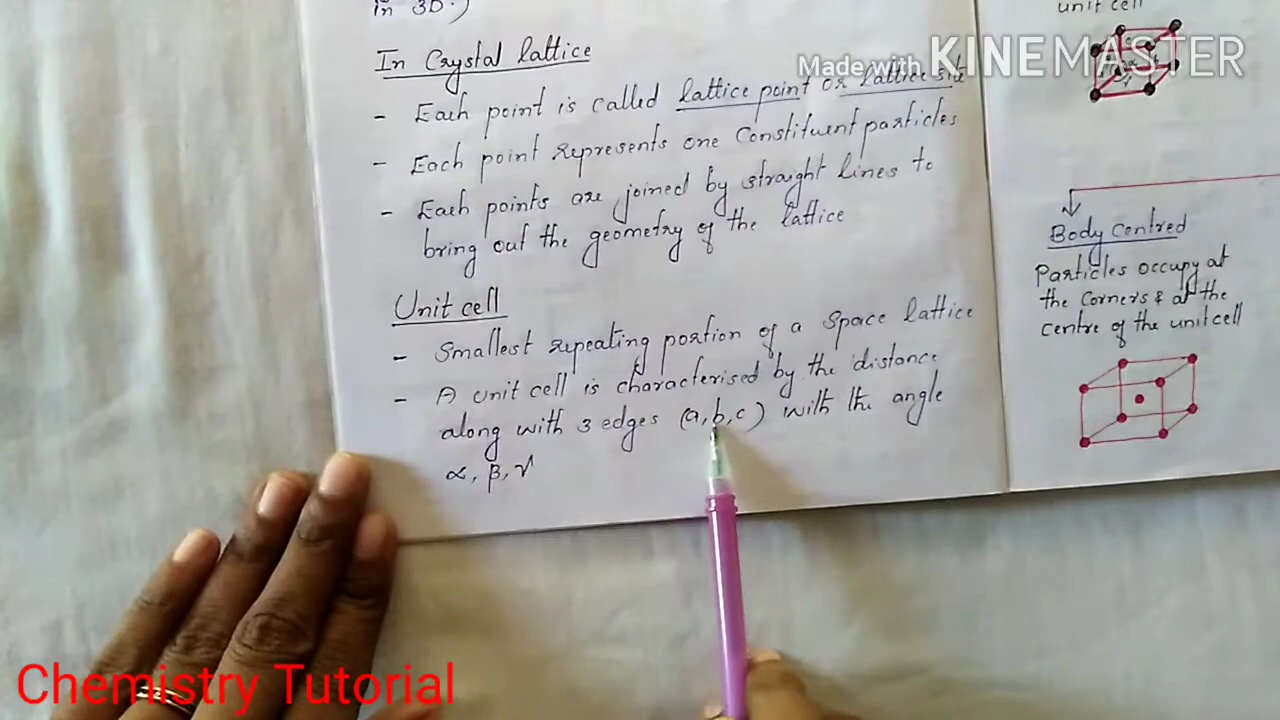 in 3D.)
In Crystal lattice
- Each point is called lattice point or lattice site
- Each point represents one Constituent particles
- Each points are joined by straight lines to
bring out the geometry of the lattice
Unit cell
- Smallest repeating portion of a Space lattice
- A unit cell is characterised by the distance
along with 3 edges (a,b,c) with the angle
α, β, γ
unit cell
Body Centred
Particles occupy at
the corners & at the
centre of the unit cell
Made with KINEMASTER
Chemistry Tutorial